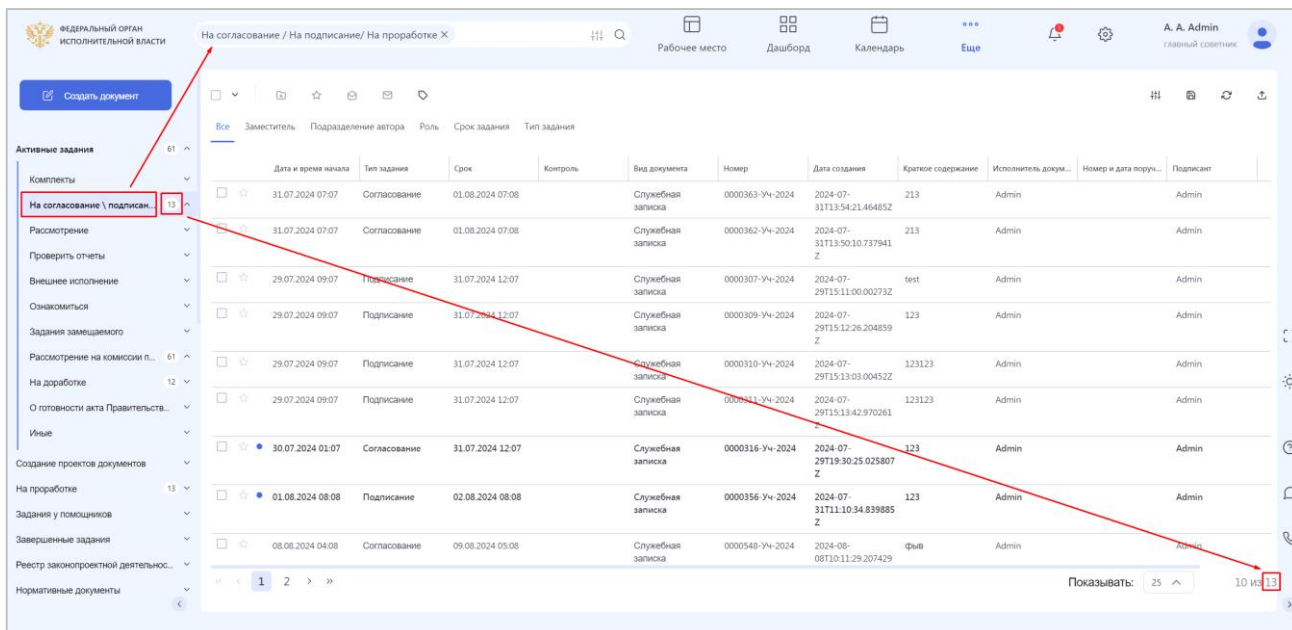 ФЕДЕРАЛЬНЫЙ ОРГАН
ИСПОЛНИТЕЛЬНОЙ ВЛАСТИ
На согласование / На подписание/ На проработке ×
Рабочее место
Дашборд
Календарь
Еще
A. A. Admin
главный советник
Создать документ
Активные задания 61
Комплекты
На согласование \ подписан... 13
Рассмотрение
Проверить отчеты
Внешнее исполнение
Ознакомиться
Задания замещаемого
Рассмотрение на комиссии п... 61
На доработке 12
О готовности акта Правительств...
Иные
Создание проектов документов
На проработке 13
Задания у помощников
Завершенные задания
Реестр законопроектной деятельнос...
Нормативные документы
Все Заместитель Подразделение автора Роль Срок задания Тип задания
Дата и время начала Тип задания Срок Контроль Вид документа Номер Дата создания Краткое содержание Исполнитель докум... Номер и дата поруч... Подписант
31.07.2024 07:07 Согласование 01.08.2024 07:08 Служебная 0000363-Уч-2024 2024-07- 213 Admin Admin
записка 31T13:54:21.46485Z
31.07.2024 07:07 Согласование 01.08.2024 07:08 Служебная 0000362-Уч-2024 2024-07- 213 Admin Admin
записка 31T13:50:10.737941
Z
29.07.2024 09:07 Подписание 31.07.2024 12:07 Служебная 0000307-Уч-2024 2024-07- test Admin Admin
записка 29T15:11:00.00273Z
29.07.2024 09:07 Подписание 31.07.2024 12:07 Служебная 0000309-Уч-2024 2024-07- 123 Admin Admin
записка 29T15:12:26.204859
Z
29.07.2024 09:07 Подписание 31.07.2024 12:07 Служебная 0000310-Уч-2024 2024-07- 123123 Admin Admin
записка 29T15:13:03.00452Z
29.07.2024 09:07 Подписание 31.07.2024 12:07 Служебная 0000311-Уч-2024 2024-07- 123123 Admin Admin
записка 29T15:13:42.970261
Z
30.07.2024 01:07 Согласование 31.07.2024 12:07 Служебная 0000316-Уч-2024 2024-07- 123 Admin Admin
записка 29T19:30:25.025807
Z
01.08.2024 08:08 Подписание 02.08.2024 08:08 Служебная 0000356-Уч-2024 2024-07- 123 Admin Admin
записка 31T11:10:34.839885
Z
08.08.2024 04:08 Согласование 09.08.2024 05:08 Служебная 0000548-Уч-2024 2024-08- фыв Admin Admin
записка 08T10:11:29.207429
« ‹ 1 2 › »
Показывать: 25
10 из 13